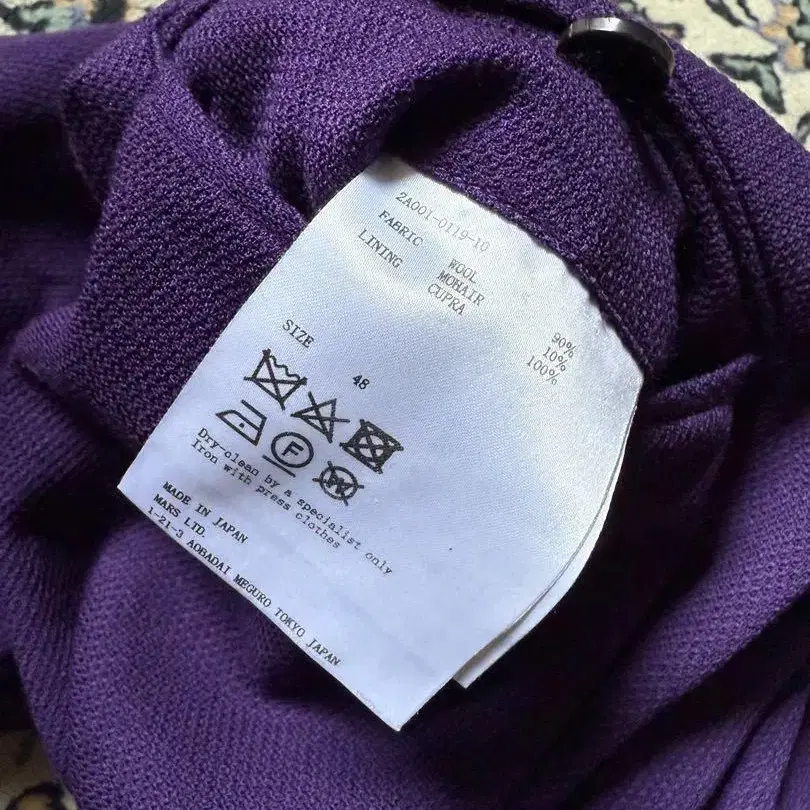 2A001-0119-10
FABRIC WOOL 90%
MOHAIR 10%
LINING CUPRA 100%
SIZE 48
F
W
Dry-clean by a specialist only
Iron with press clothes
MADE IN JAPAN
MARS LTD.
1-21-3 AOBADAI MEGURO TOKYO JAPAN